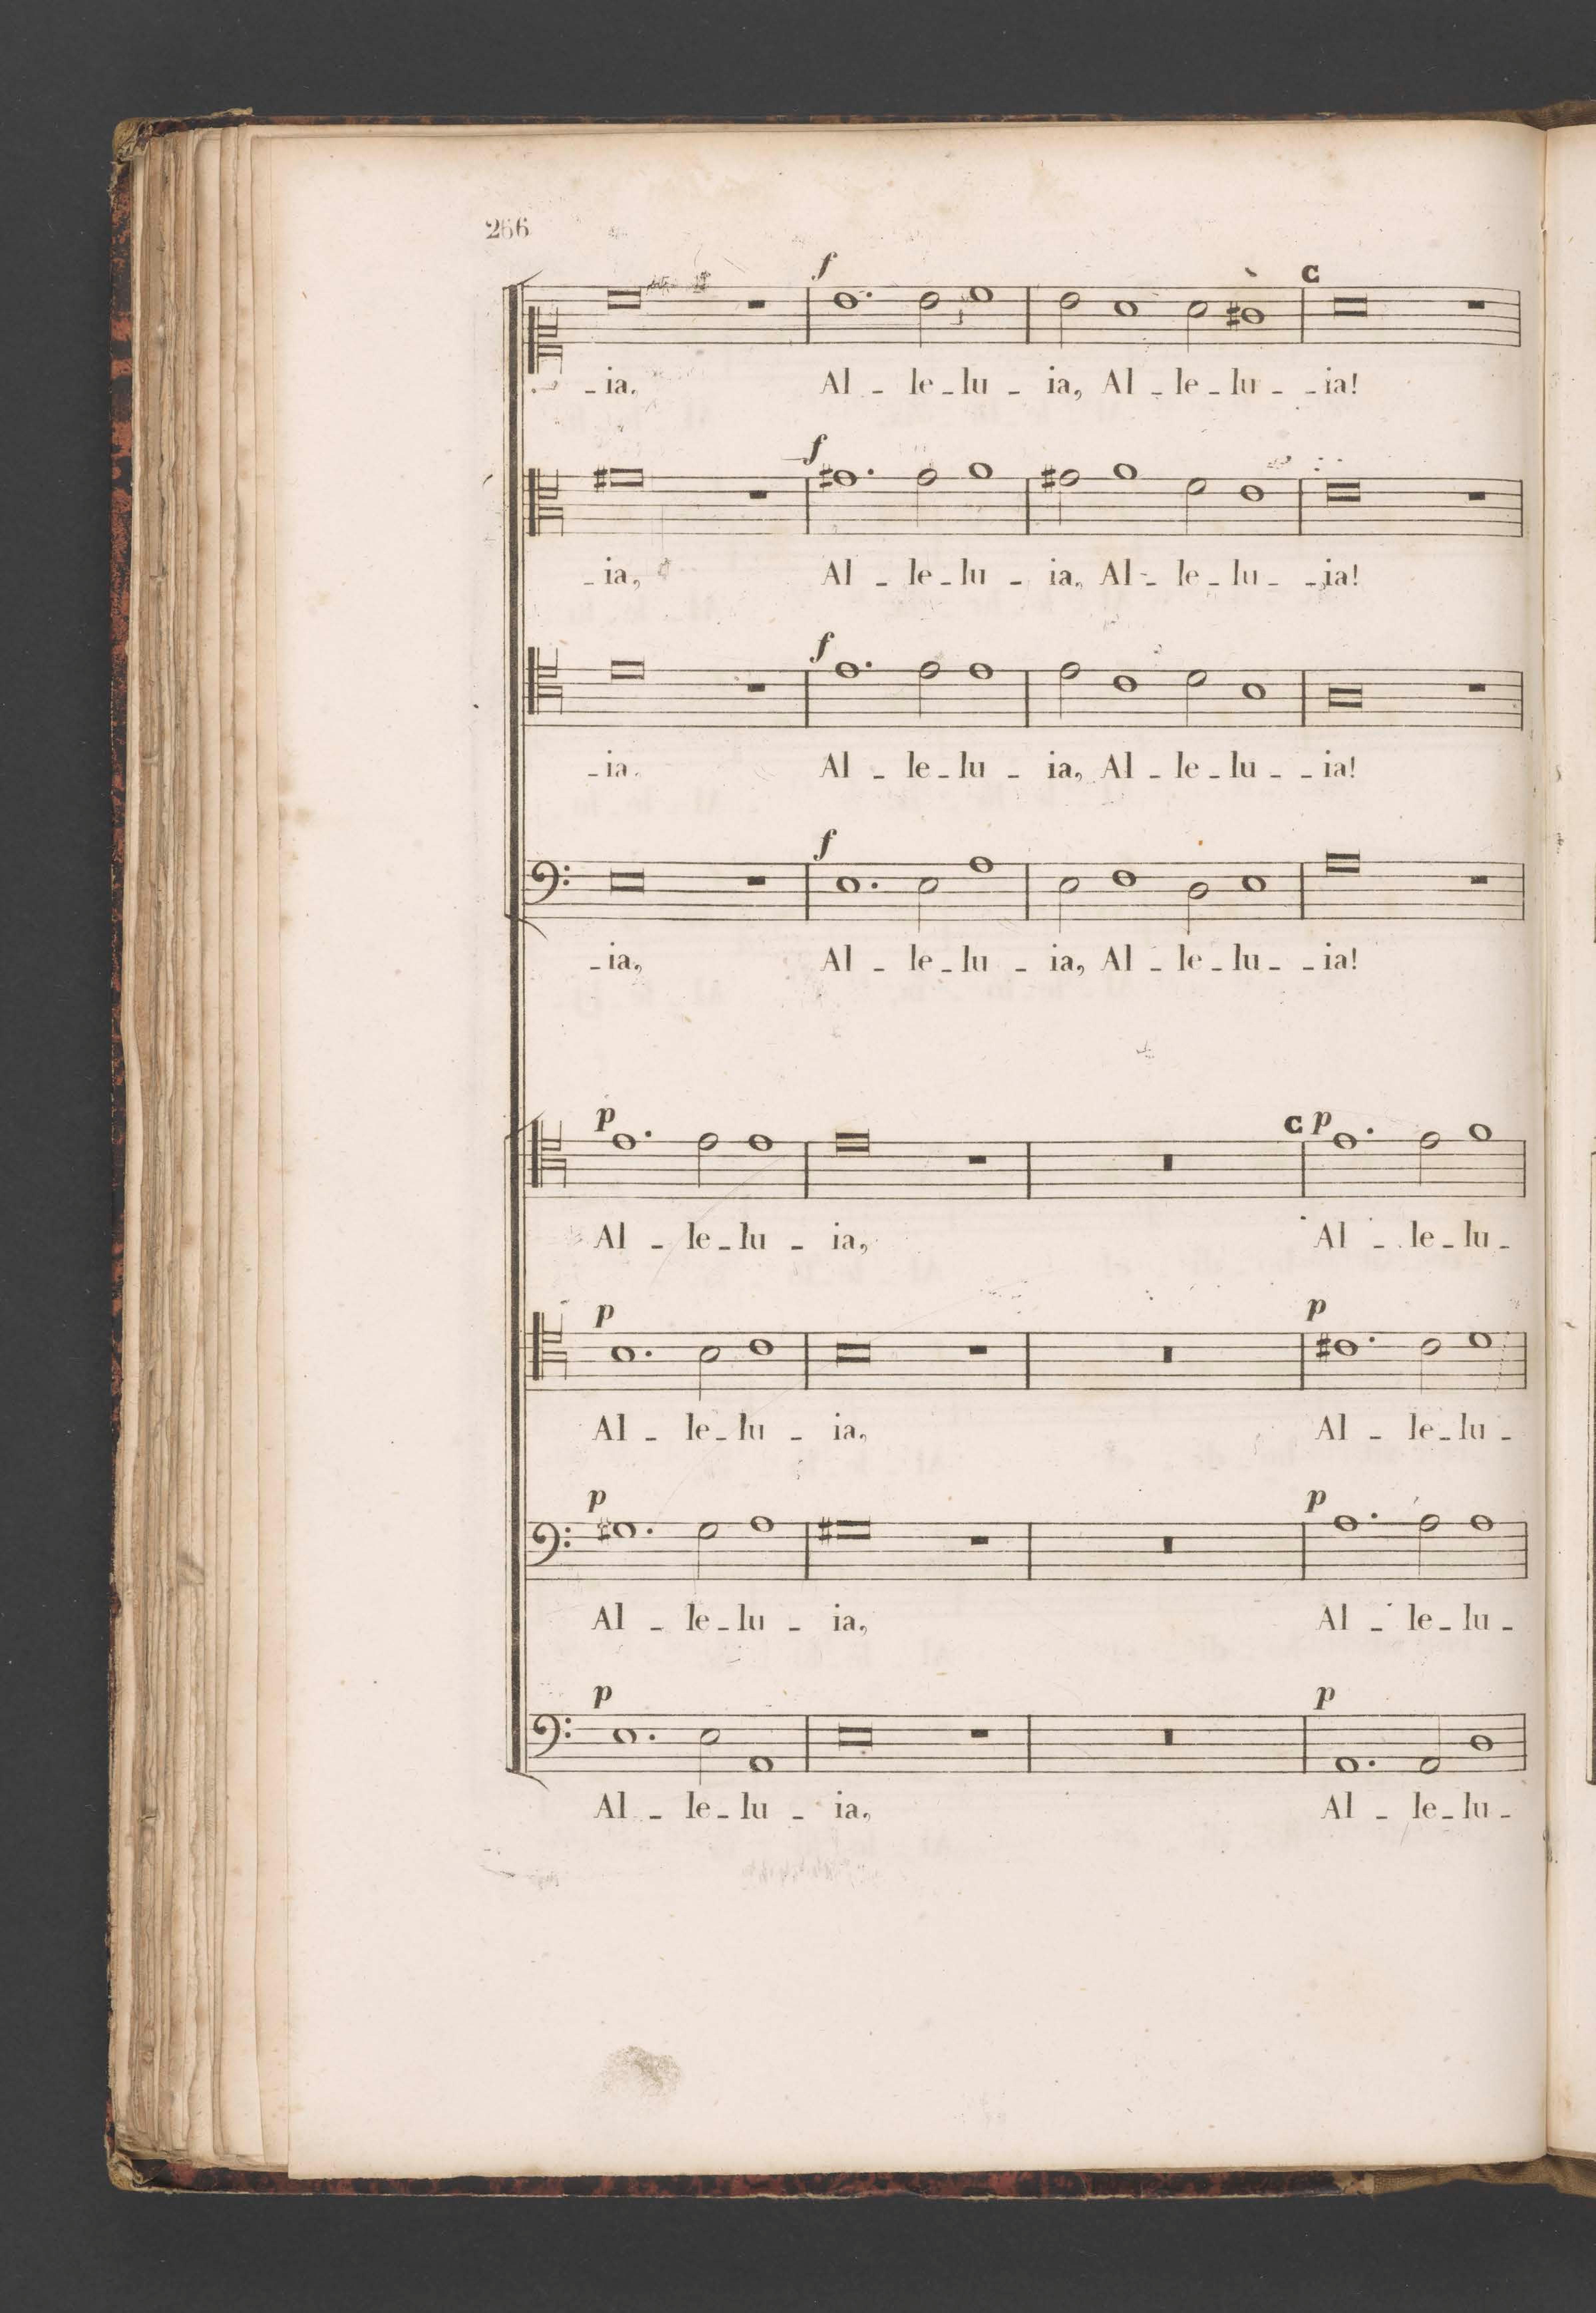 266
f C
- ia, Al - le - lu - ia, Al - le - lu - - ia!
f
- ia, Al - le - lu - ia, Al - le - lu - - ia!
f
- ia, Al - le - lu - ia, Al - le - lu - - ia!
f
- ia, Al - le - lu - ia, Al - le - lu - - ia!
p C p
Al - le - lu - ia, Al - le - lu -
p p
Al - le - lu - ia, Al - le - lu -
p p
Al - le - lu - ia, Al - le - lu -
p p
Al - le - lu - ia, Al - le - lu -